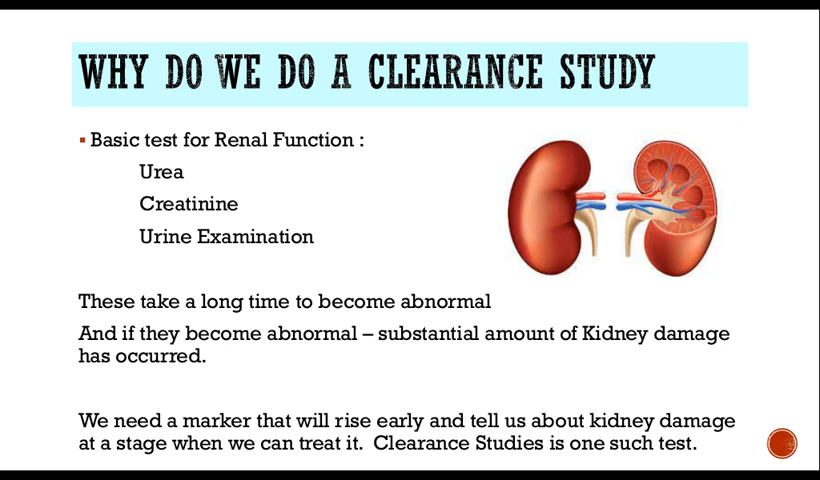 WHY DO WE DO A CLEARANCE STUDY
▪ Basic test for Renal Function :
Urea
Creatinine
Urine Examination
These take a long time to become abnormal
And if they become abnormal – substantial amount of Kidney damage
has occurred.
We need a marker that will rise early and tell us about kidney damage
at a stage when we can treat it. Clearance Studies is one such test.